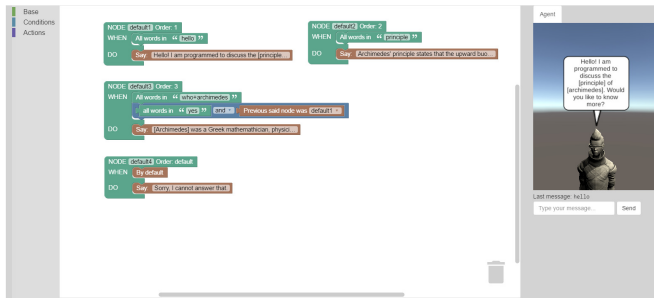 Base
Conditions
Actions
NODE default1 Order: 1
WHEN All words in “ hello ”
DO Say Hello! I am programmed to discuss the [principle...
NODE default2 Order: 2
WHEN All words in “ principle ”
DO Say Archimedes' principle states that the upward buo...
NODE default3 Order: 3
WHEN All words in “ who+archimedes ”
all words in “ yes ” and Previous said node was default1
DO Say [Archimedes] was a Greek mathemathician, physici...
NODE default4 Order: default
WHEN By default
DO Say Sorry, I cannot answer that
Agent
Hello! I am
programmed to
discuss the
[principle] of
[archimedes]. Would
you like to know
more?
Last message: hello
Type your message...
Send